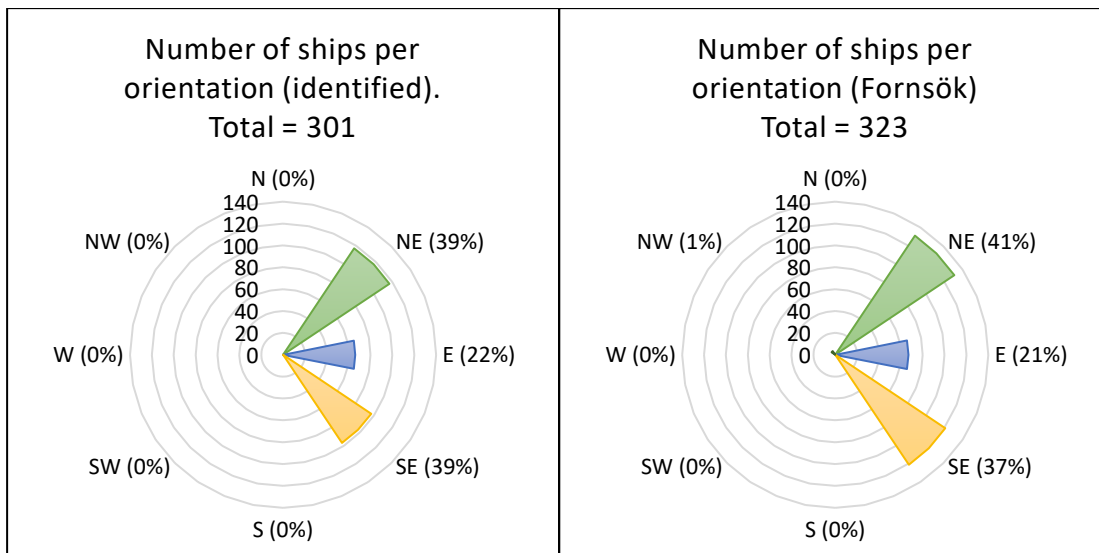 Number of ships per
orientation (identified).
Total = 301
N (0%)
140
120
100
80
60
40
20
0
NW (0%)
NE (39%)
W (0%)
E (22%)
SW (0%)
SE (39%)
S (0%)
Number of ships per
orientation (Fornsök)
Total = 323
N (0%)
140
120
100
80
60
40
20
0
NW (1%)
NE (41%)
W (0%)
E (21%)
SW (0%)
SE (37%)
S (0%)